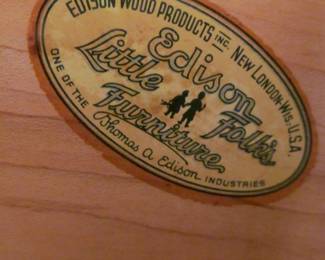 EDISON WOOD PRODUCTS INC. NEW LONDON, WIS., U.S.A.
Edison
Little Folks
Furniture
ONE OF THE Thomas A Edison INDUSTRIES